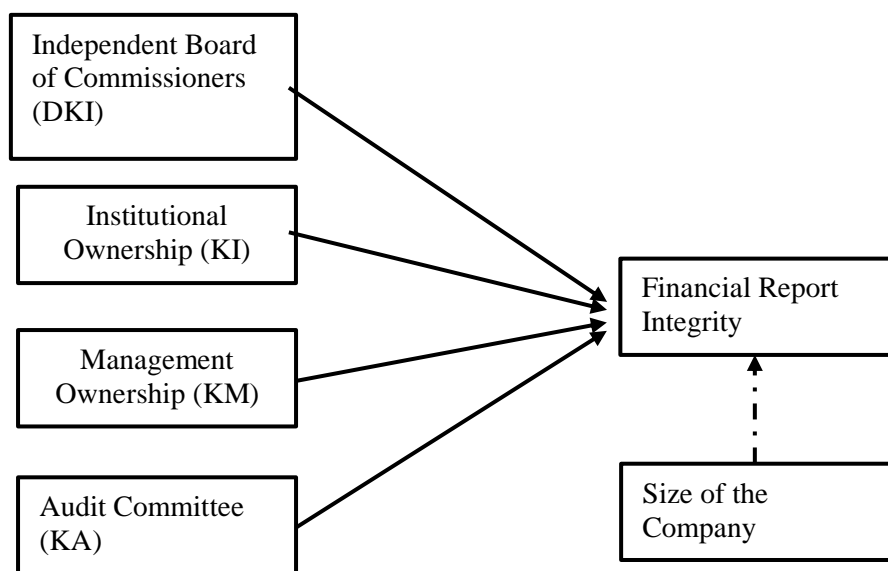 Independent Board
of Commissioners
(DKI)
Institutional
Ownership (KI)
Management
Ownership (KM)
Audit Committee
(KA)
Financial Report
Integrity
Size of the
Company